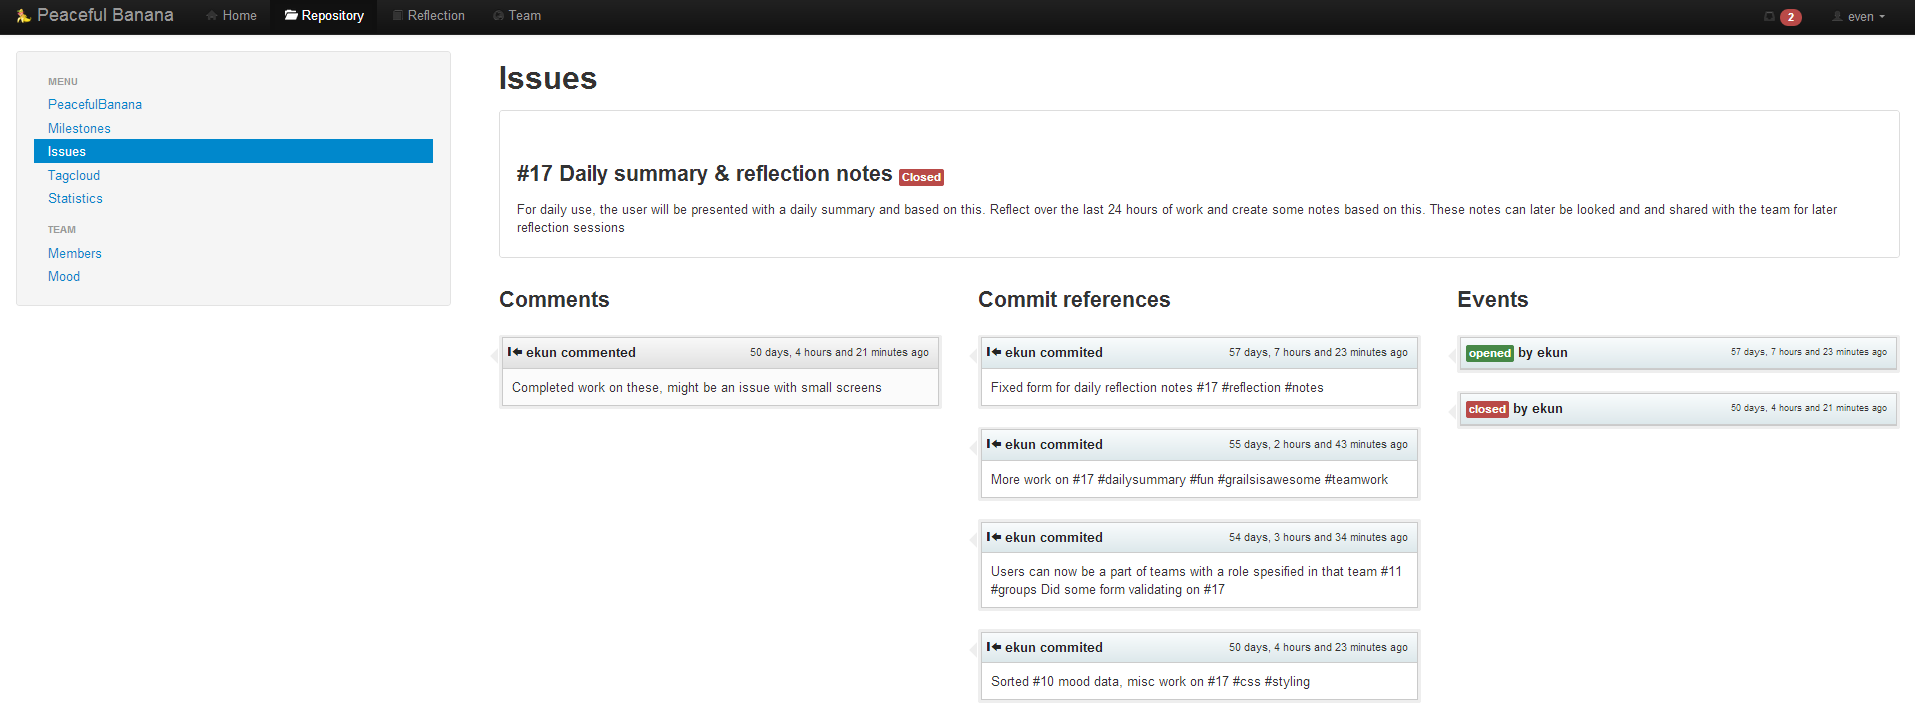 Peaceful Banana
Home
Repository
Reflection
Team
2
even
MENU
PeacefulBanana
Milestones
Issues
Tagcloud
Statistics
TEAM
Members
Mood
Issues
#17 Daily summary & reflection notes Closed
For daily use, the user will be presented with a daily summary and based on this. Reflect over the last 24 hours of work and create some notes based on this. These notes can later be looked and and shared with the team for later
reflection sessions
Comments
ekun commented 50 days, 4 hours and 21 minutes ago
Completed work on these, might be an issue with small screens
Commit references
ekun commited 57 days, 7 hours and 23 minutes ago
Fixed form for daily reflection notes #17 #reflection #notes
ekun commited 55 days, 2 hours and 43 minutes ago
More work on #17 #dailysummary #fun #grailsisawesome #teamwork
ekun commited 54 days, 3 hours and 34 minutes ago
Users can now be a part of teams with a role spesified in that team #11
#groups Did some form validating on #17
ekun commited 50 days, 4 hours and 23 minutes ago
Sorted #10 mood data, misc work on #17 #css #styling
Events
opened by ekun 57 days, 7 hours and 23 minutes ago
closed by ekun 50 days, 4 hours and 21 minutes ago